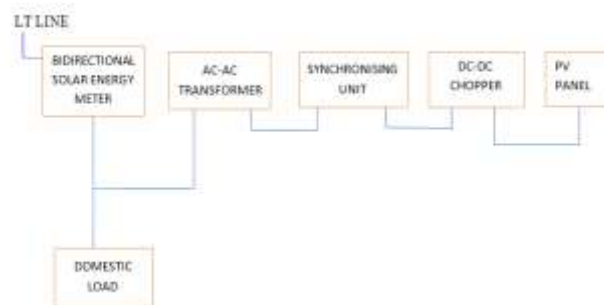 LT LINE
BIDIRECTIONAL
SOLAR ENERGY
METER
AC-AC
TRANSFORMER
SYNCHRONISING
UNIT
DC-DC
CHOPPER
PV
PANEL
DOMESTIC
LOAD